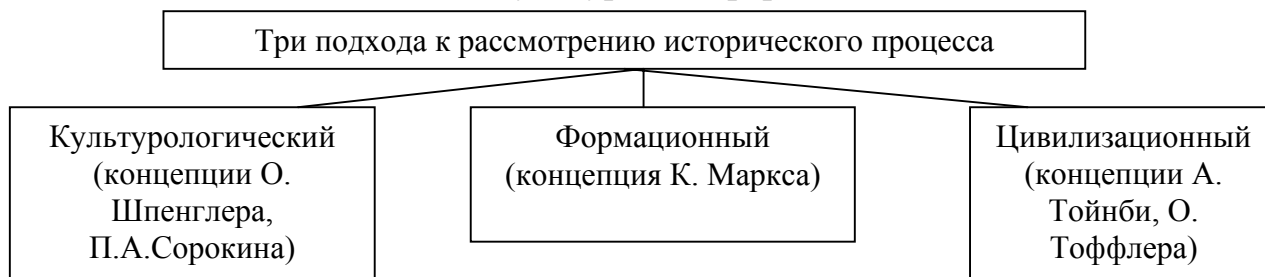 Три подхода к рассмотрению исторического процесса
Культурологический
(концепции О.
Шпенглера,
П.А.Сорокина)
Формационный
(концепция К. Маркса)
Цивилизационный
(концепции А.
Тойнби, О.
Тоффлера)